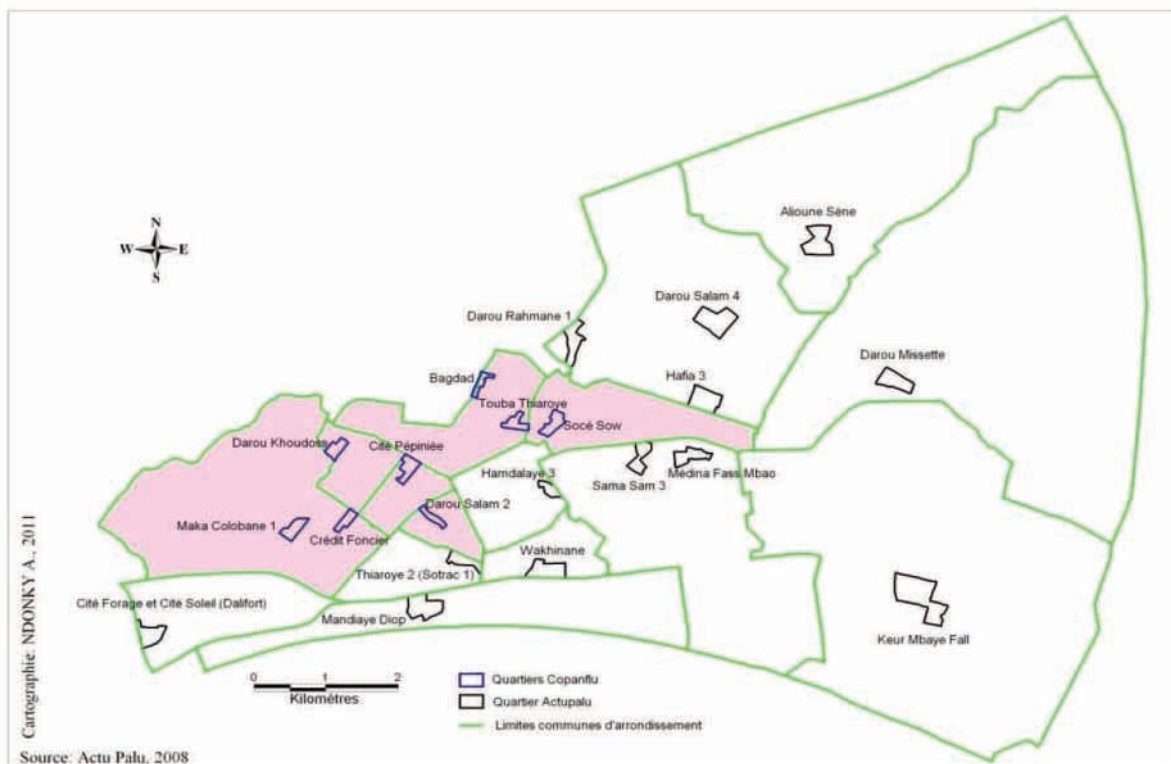 N
W E
S
Alioune Sène
Darou Salam 4
Darou Rahmane 1
Darou Missette
Hafia 3
Bagdad
Touba Thiaroye
Socé Sow
Darou Khoudoss
Cité Pépiniée
Hamdalaye 3
Sama Sam 3
Médina Fass Mbao
Darou Salam 2
Maka Colobane 1
Crédit Foncier
Wakhinane
Thiaroye 2 (Sotrac 1)
Cité Forage et Cité Soleil (Dalifort)
Mandiaye Diop
Keur Mbaye Fall
0 1 2
Kilomètres
Quartiers Copanflu
Quartier Actupalu
Limites communes d'arrondissement
Cartographie: NDONKY A., 2011
Source: Actu Palu, 2008